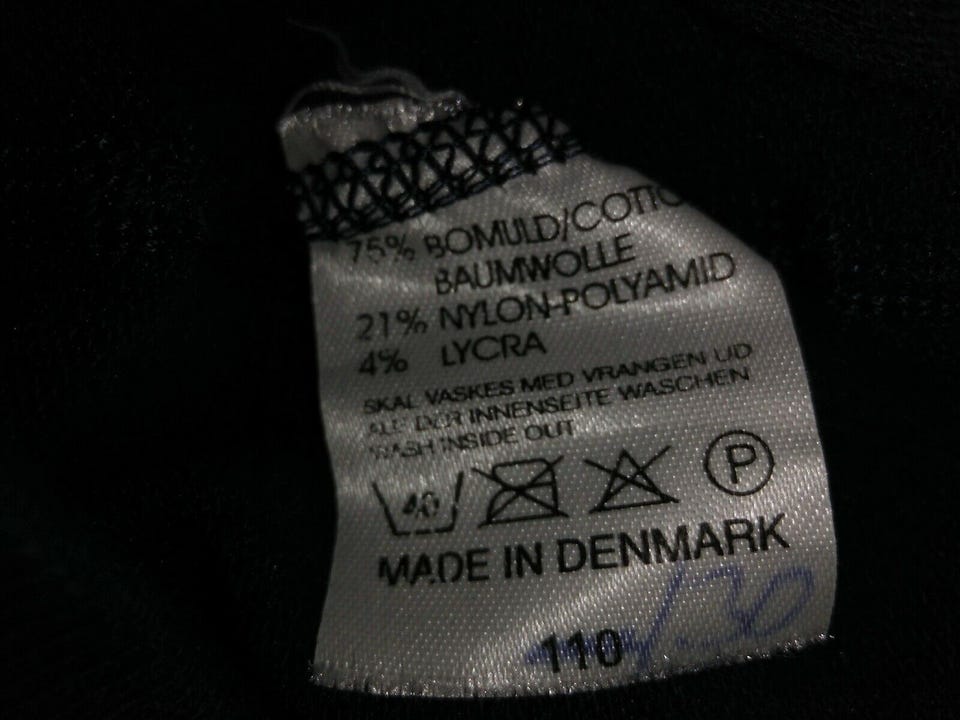 75% BOMULD/COTTO
BAUMWOLLE
21% NYLON-POLYAMID
4% LYCRA
SKAL VASKES MED VRANGEN UD
AUF DER INNENSEITE WASCHEN
WASH INSIDE OUT
40 P
MADE IN DENMARK
110 /130